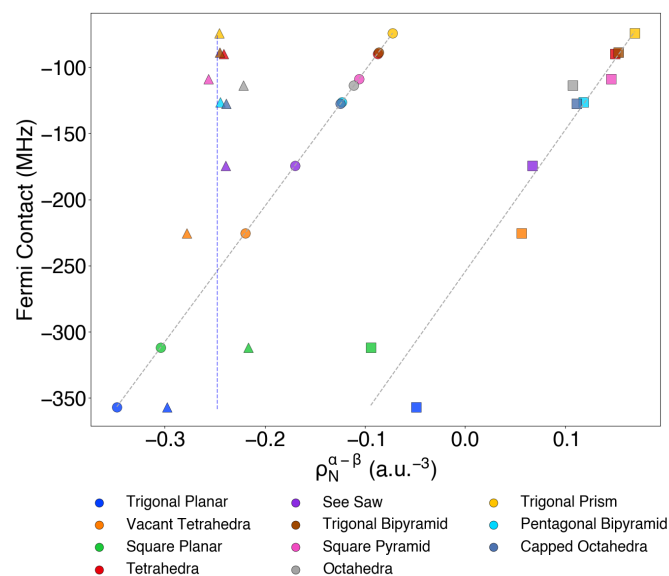 Fermi Contact (MHz)
−100
−150
−200
−250
−300
−350
−0.3 −0.2 −0.1 0.0 0.1
ρ_N^{α−β} (a.u.⁻³)
Trigonal Planar See Saw Trigonal Prism
Vacant Tetrahedra Trigonal Bipyramid Pentagonal Bipyramid
Square Planar Square Pyramid Capped Octahedra
Tetrahedra Octahedra